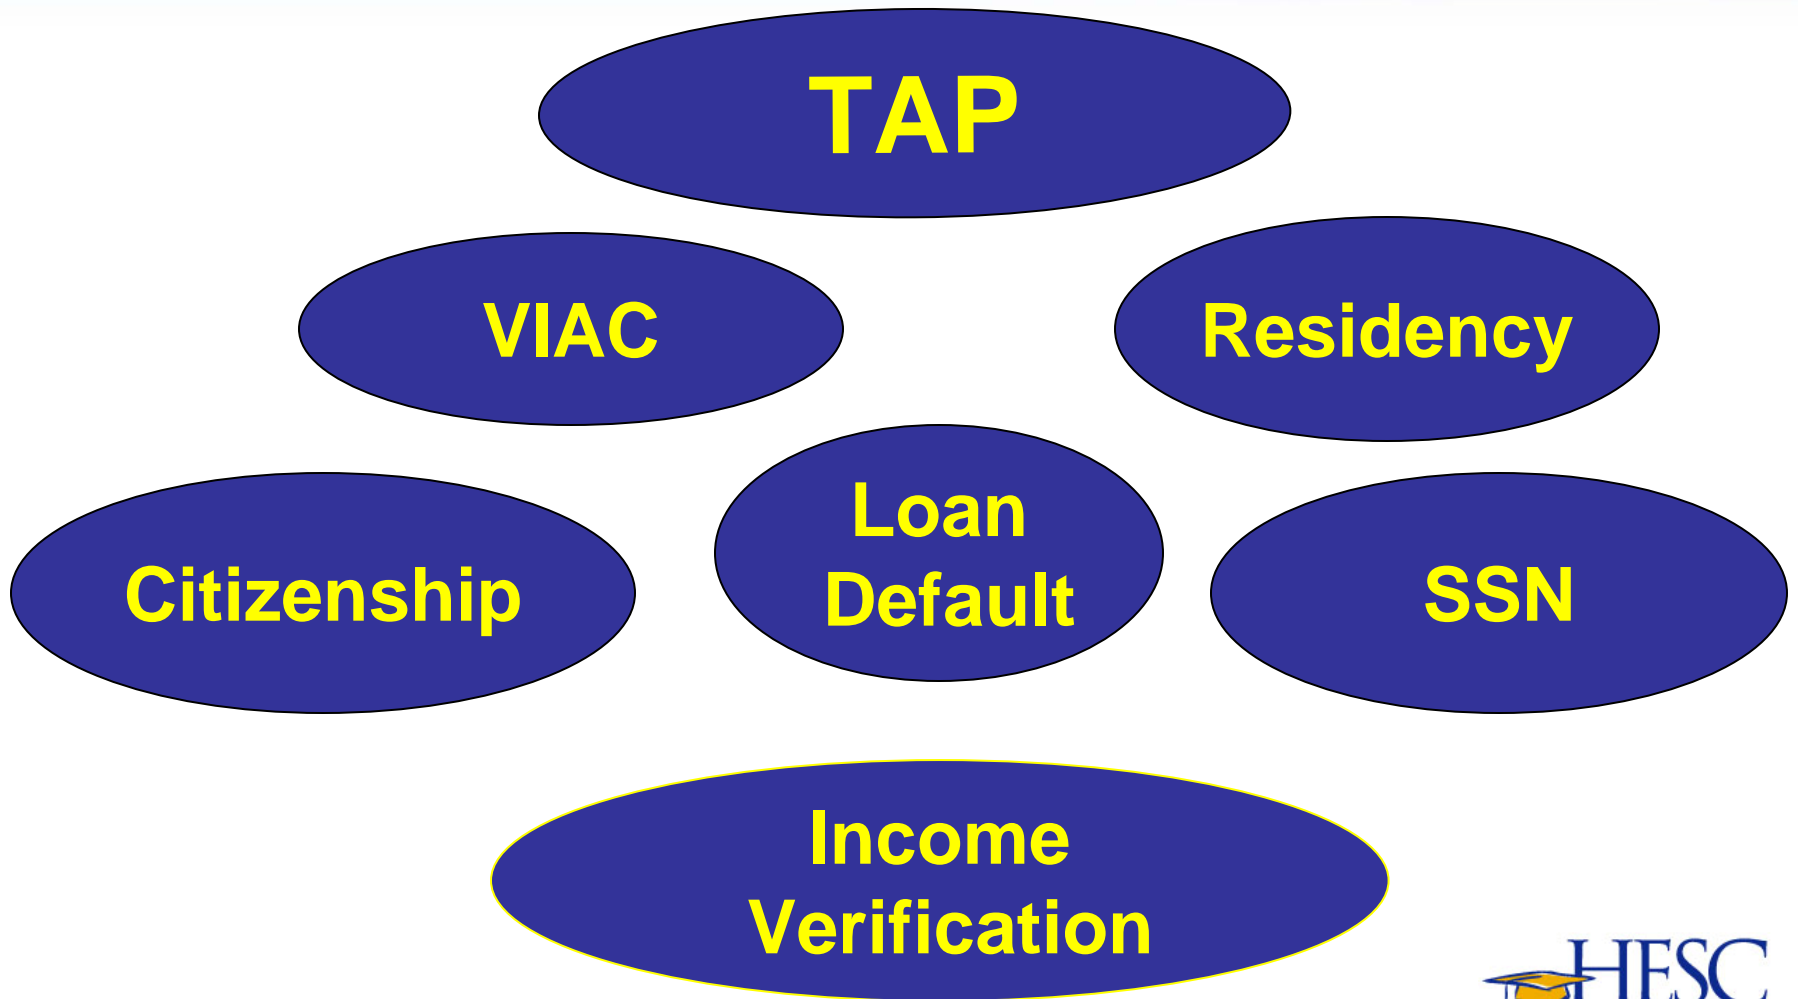 TAP
VIAC
Residency
Loan
Default
Citizenship
SSN
Income
Verification
HESC